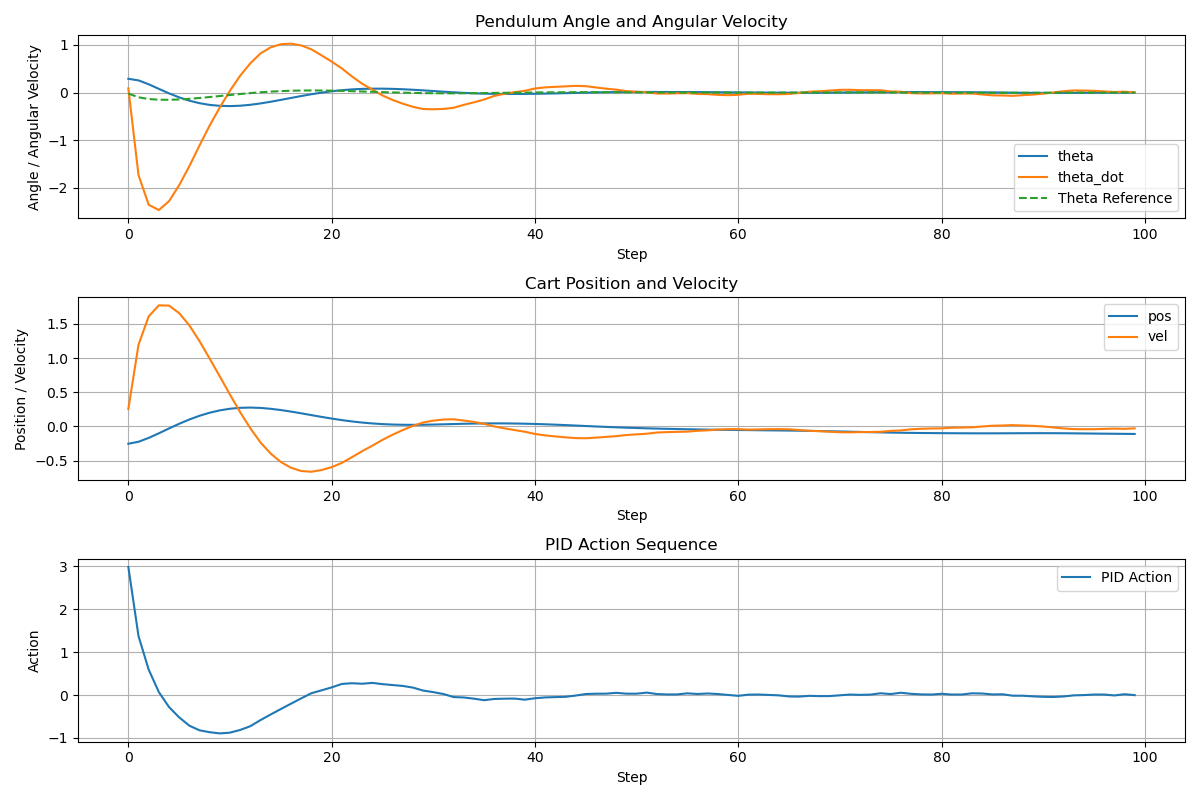 Pendulum Angle and Angular Velocity
Angle / Angular Velocity
1
0
−1
−2
theta
theta_dot
Theta Reference
0 20 40 60 80 100
Step
Cart Position and Velocity
Position / Velocity
1.5
1.0
0.5
0.0
−0.5
pos
vel
0 20 40 60 80 100
Step
PID Action Sequence
Action
3
2
1
0
−1
PID Action
0 20 40 60 80 100
Step